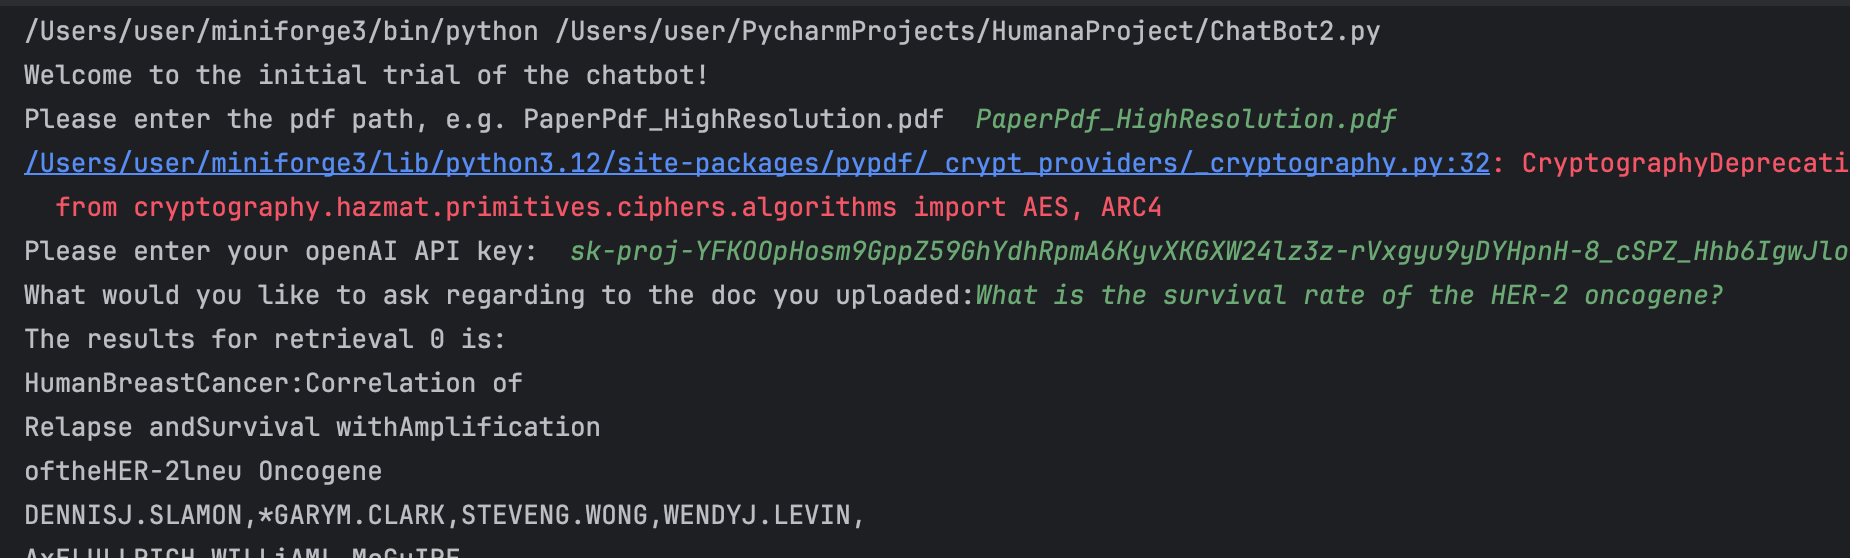 /Users/user/miniforge3/bin/python /Users/user/PycharmProjects/HumanaProject/ChatBot2.py
Welcome to the initial trial of the chatbot!
Please enter the pdf path, e.g. PaperPdf_HighResolution.pdf  PaperPdf_HighResolution.pdf
/Users/user/miniforge3/lib/python3.12/site-packages/pypdf/_crypt_providers/_cryptography.py:32: CryptographyDeprecati
  from cryptography.hazmat.primitives.ciphers.algorithms import AES, ARC4
Please enter your openAI API key:  sk-proj-YFKOOpHosm9GppZ59GhYdhRpmA6KyvXKGXW24lz3z-rVxgyu9yDYHpnH-8_cSPZ_Hhb6IgwJlo
What would you like to ask regarding to the doc you uploaded:What is the survival rate of the HER-2 oncogene?
The results for retrieval 0 is:
HumanBreastCancer:Correlation of
Relapse andSurvival withAmplification
oftheHER-2lneu Oncogene
DENNISJ.SLAMON,*GARYM.CLARK,STEVENG.WONG,WENDYJ.LEVIN,